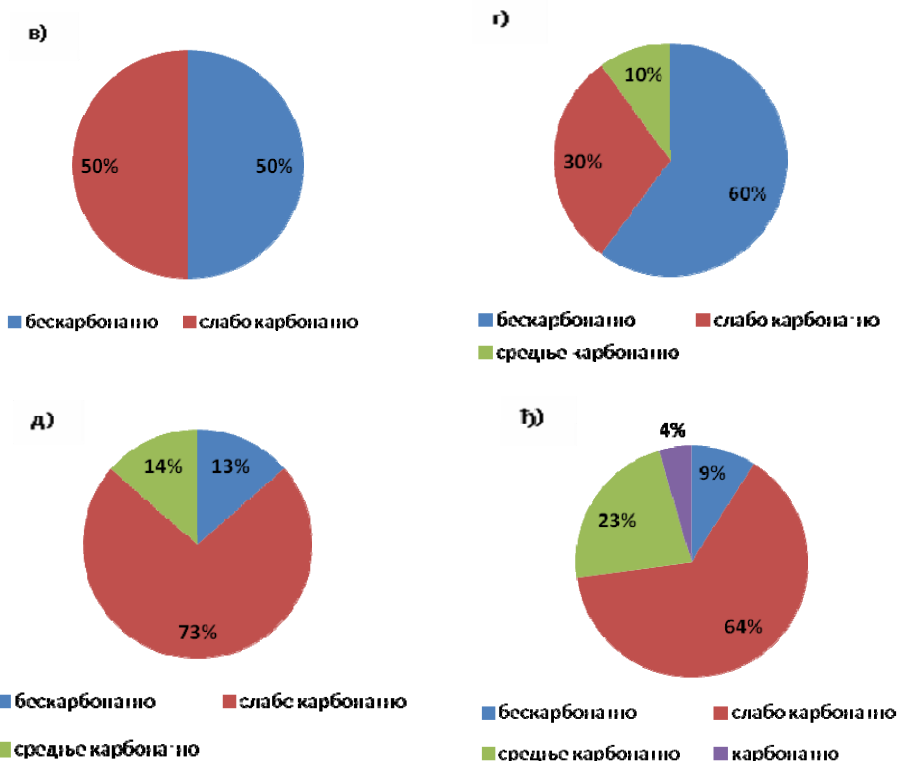 в)
50%
50%
бескарбонатно слабо карбонатно
г)
10%
30%
60%
бескарбонатно слабо карбонатно
средње карбонатно
д)
14%
13%
73%
бескарбонатно слабо карбонатно
средње карбонатно
ђ)
4%
9%
23%
64%
бескарбонатно слабо карбонатно
средње карбонатно карбонатно